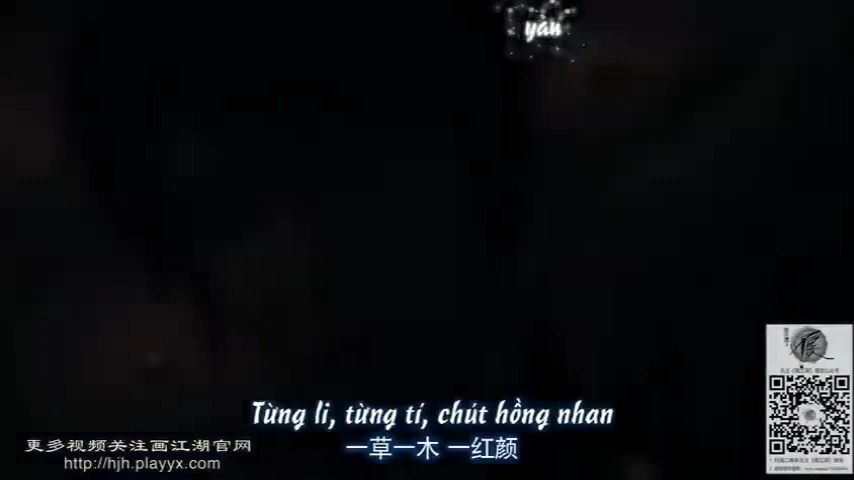 yan
Từng li, từng tí, chút hồng nhan
一草一木 一红颜
更多视频关注画江湖官网
http://hjh.playyx.com